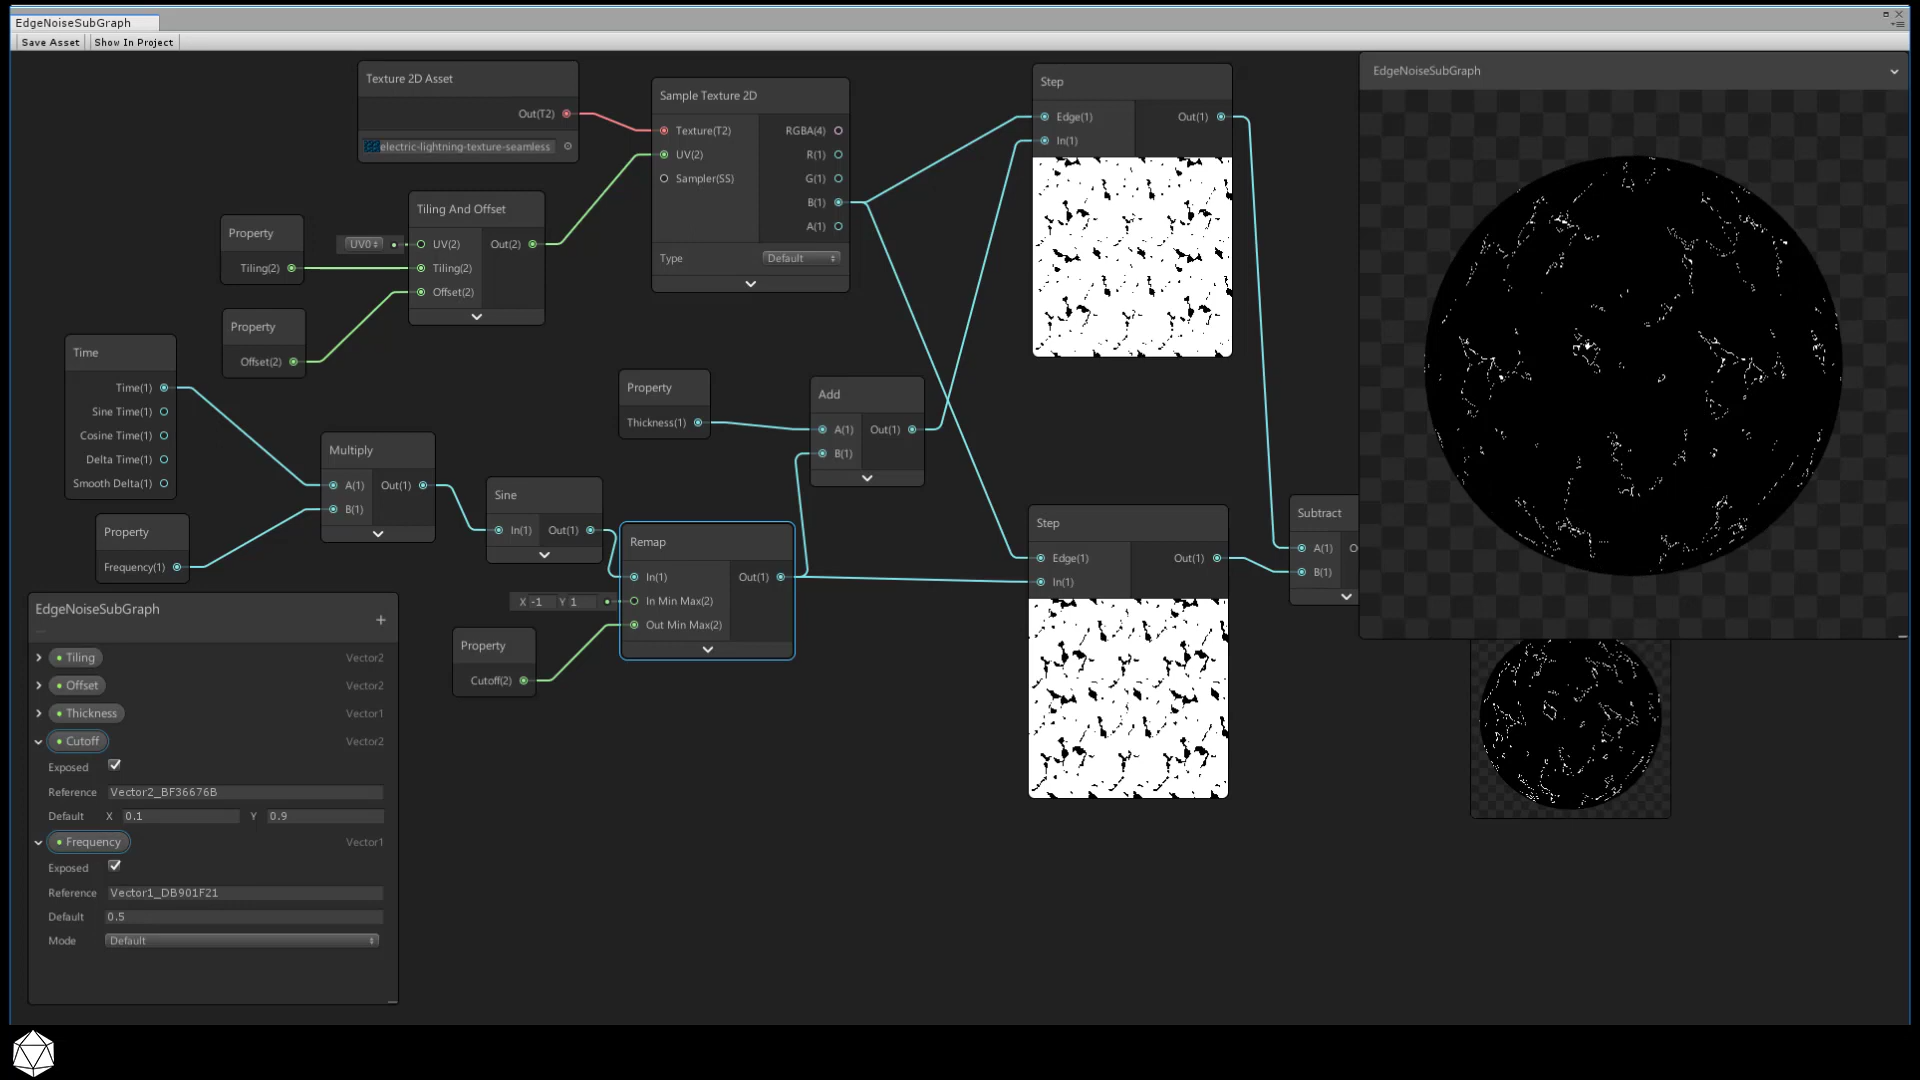 EdgeNoiseSubGraph
Save Asset
Show In Project
Texture 2D Asset
Out(T2)
electric-lightning-texture-seamless
Sample Texture 2D
Texture(T2)
RGBA(4)
UV(2)
R(1)
Sampler(SS)
G(1)
B(1)
A(1)
Type
Default
Step
Edge(1)
Out(1)
In(1)
EdgeNoiseSubGraph
Property
Tiling(2)
UV0
Tiling And Offset
UV(2)
Out(2)
Tiling(2)
Offset(2)
Property
Offset(2)
Time
Time(1)
Sine Time(1)
Cosine Time(1)
Delta Time(1)
Smooth Delta(1)
Property
Frequency(1)
Multiply
A(1)
Out(1)
B(1)
Sine
In(1)
Out(1)
Property
Thickness(1)
Add
A(1)
Out(1)
B(1)
Remap
In(1)
Out(1)
X -1 Y 1
In Min Max(2)
Out Min Max(2)
Property
Cutoff(2)
Step
Edge(1)
Out(1)
In(1)
Subtract
A(1)
O
B(1)
EdgeNoiseSubGraph
+
Tiling
Vector2
Offset
Vector2
Thickness
Vector1
Cutoff
Vector2
Exposed
Reference
Vector2_BF36676B
Default X 0.1 Y 0.9
Frequency
Vector1
Exposed
Reference
Vector1_DB901F21
Default
0.5
Mode
Default